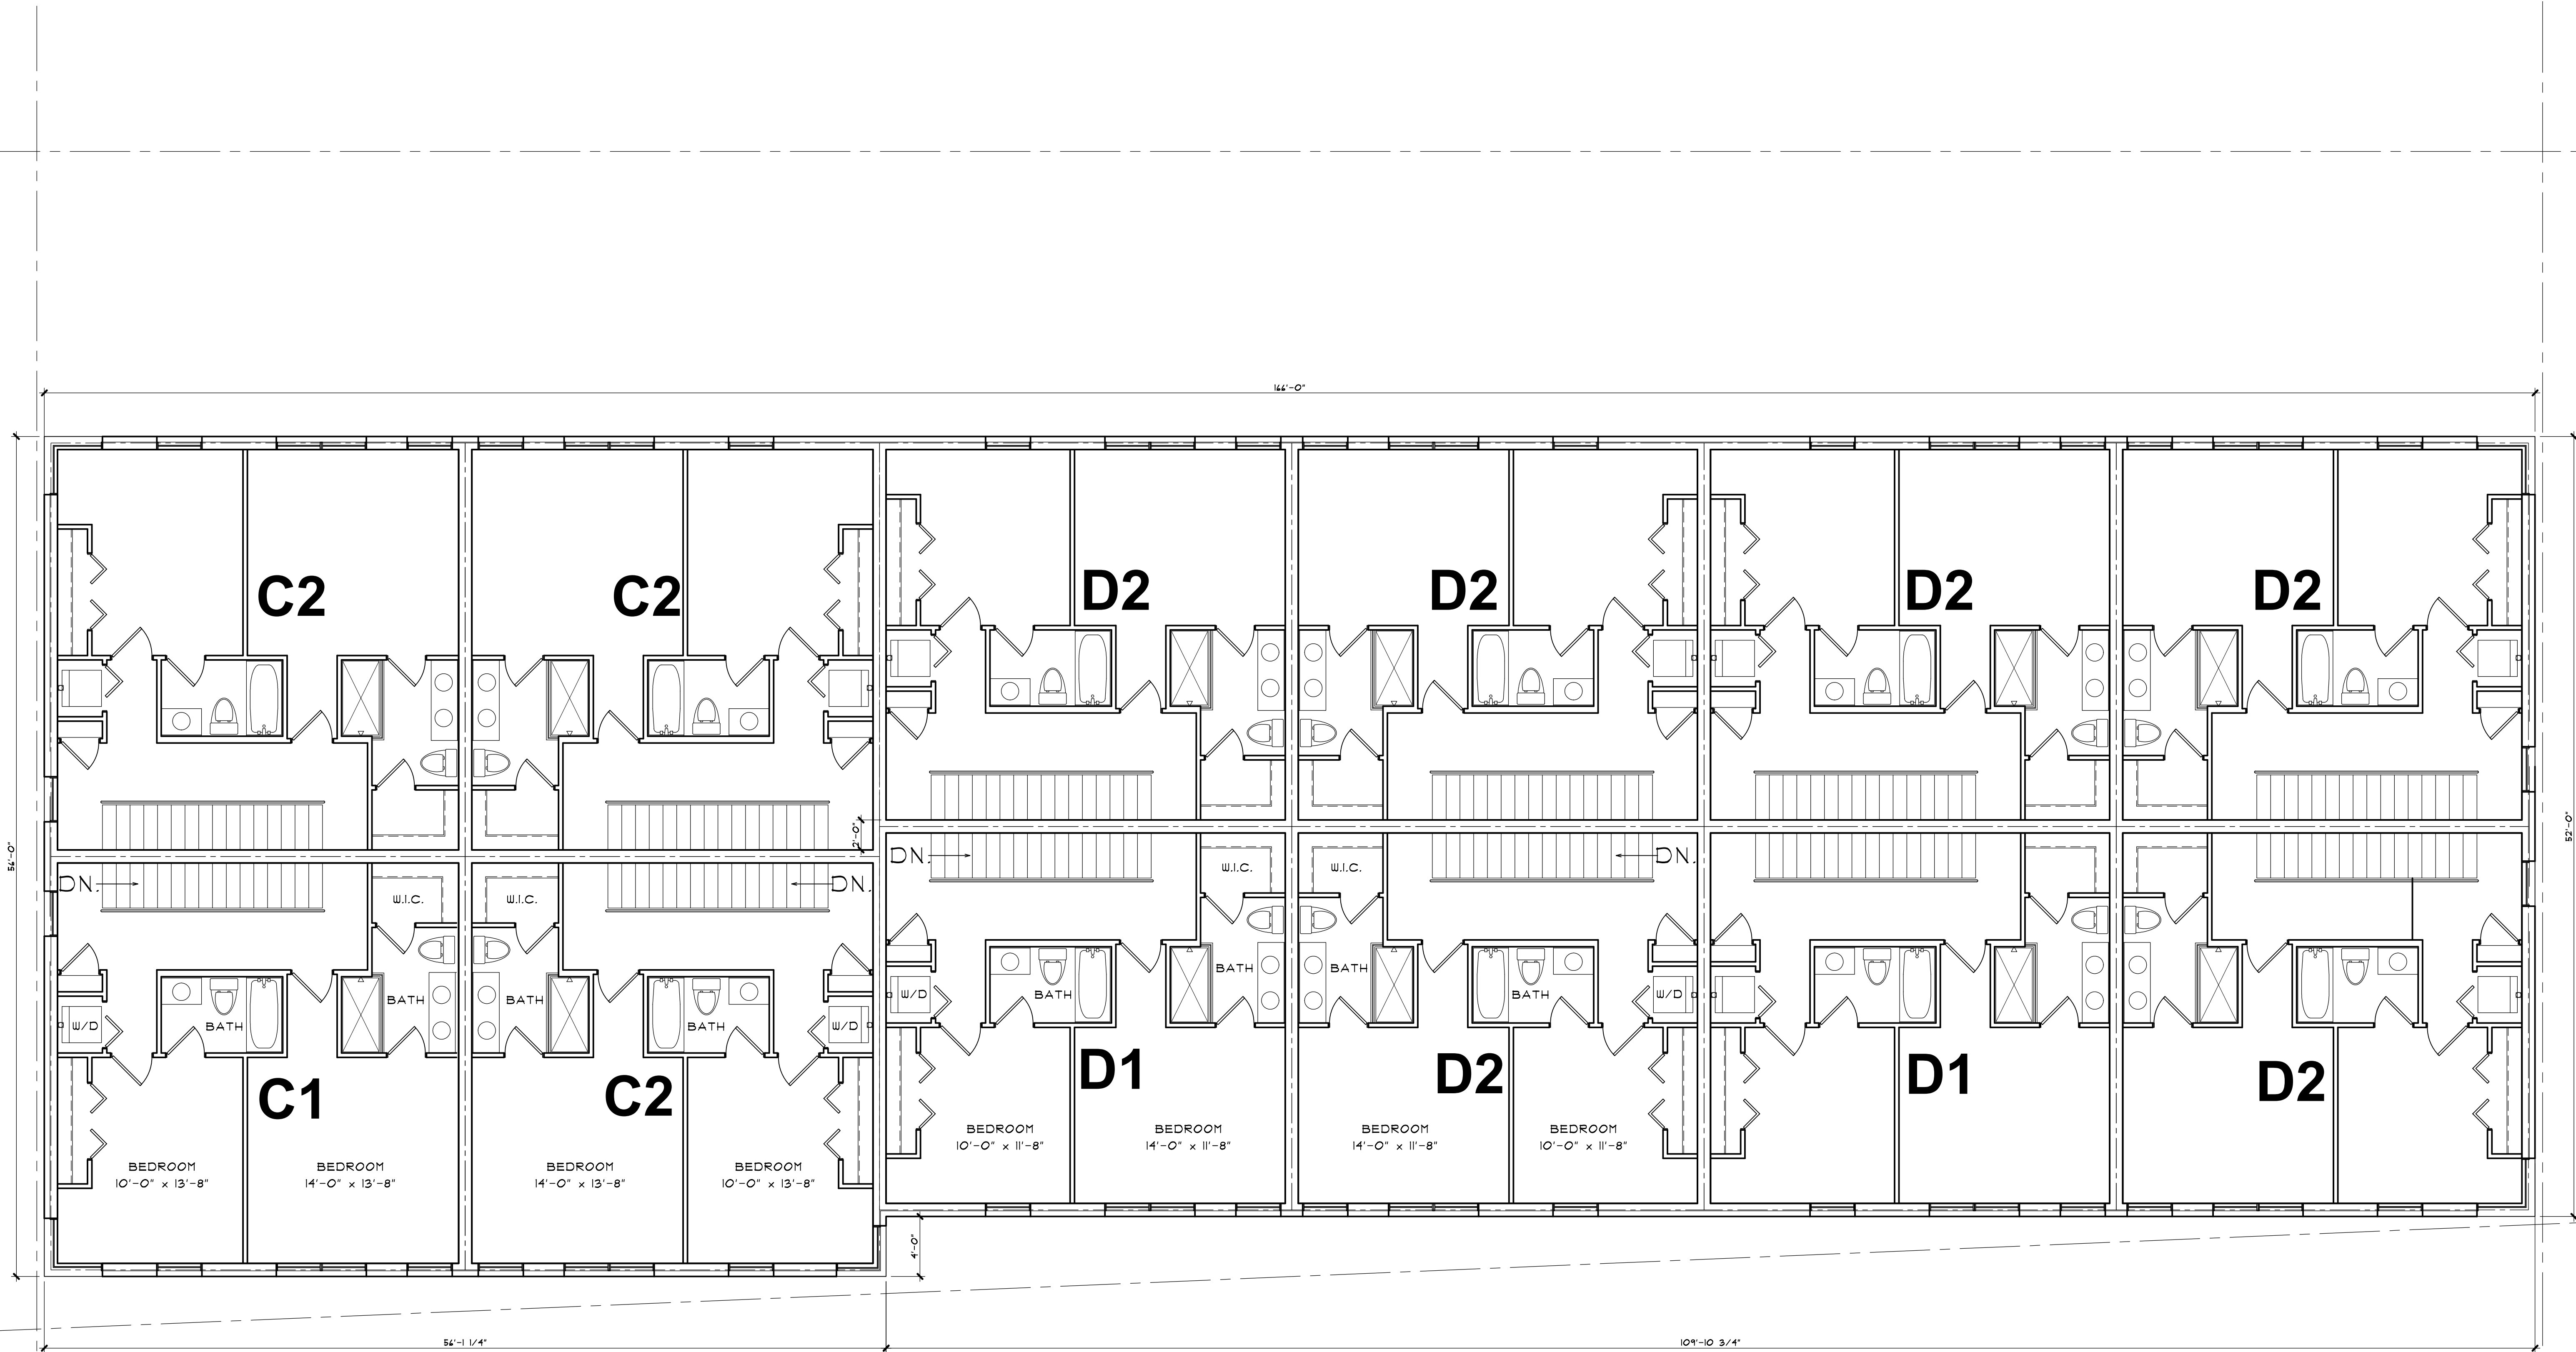 166'-0"
C2
C2
D2
D2
D2
D2
2'-0"
56'-0"
52'-0"
DN.
DN.
DN.
DN.
W.I.C.
W.I.C.
W.I.C.
W.I.C.
BATH
BATH
BATH
BATH
W/D
W/D
W/D
BATH
BATH
W/D
BATH
BATH
C1
C2
D1
D2
D1
D2
BEDROOM
10'-0" x 13'-8"
BEDROOM
14'-0" x 13'-8"
BEDROOM
14'-0" x 13'-8"
BEDROOM
10'-0" x 13'-8"
BEDROOM
10'-0" x 11'-8"
BEDROOM
14'-0" x 11'-8"
BEDROOM
14'-0" x 11'-8"
BEDROOM
10'-0" x 11'-8"
4'-0"
56'-1 1/4"
109'-10 3/4"